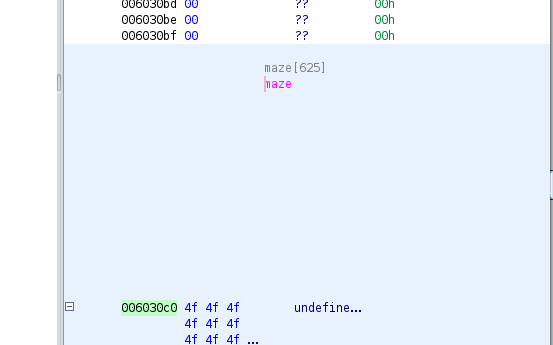 006030bd 00 ?? 00h
006030be 00 ?? 00h
006030bf 00 ?? 00h
maze[625]
maze
006030c0 4f 4f 4f undefine...
4f 4f 4f
4f 4f 4f ...